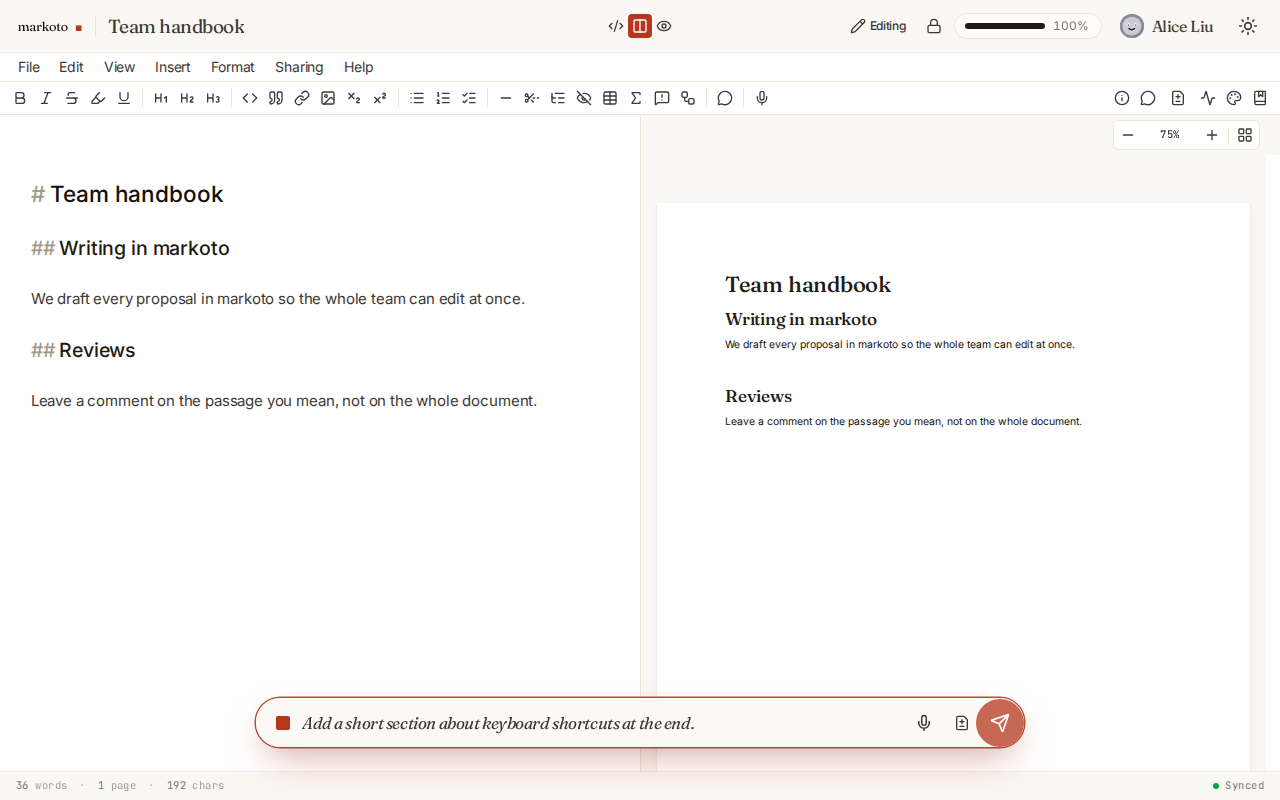 markoto
Team handbook
Editing
100%
Alice Liu
File Edit View Insert Format Sharing Help
H1 H2 H3
75%
# Team handbook
## Writing in markoto
We draft every proposal in markoto so the whole team can edit at once.
## Reviews
Leave a comment on the passage you mean, not on the whole document.
Team handbook
Writing in markoto
We draft every proposal in markoto so the whole team can edit at once.
Reviews
Leave a comment on the passage you mean, not on the whole document.
Add a short section about keyboard shortcuts at the end.
36 words · 1 page · 192 chars
Synced